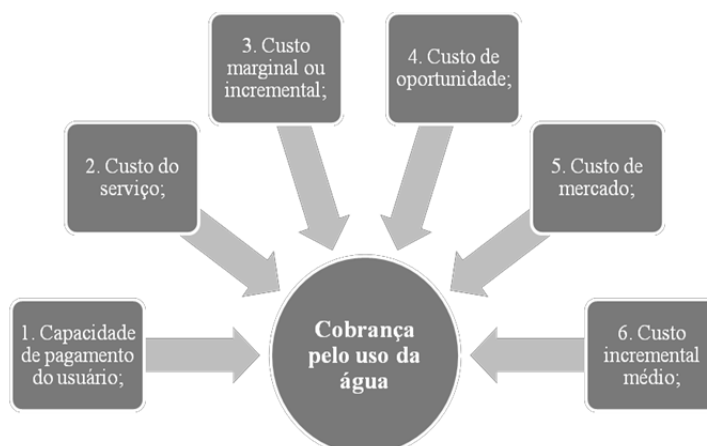 1. Capacidade
de pagamento
do usuário;
2. Custo do
serviço;
3. Custo
marginal ou
incremental;
4. Custo de
oportunidade;
5. Custo de
mercado;
6. Custo
incremental
médio;
Cobrança
pelo uso da
água